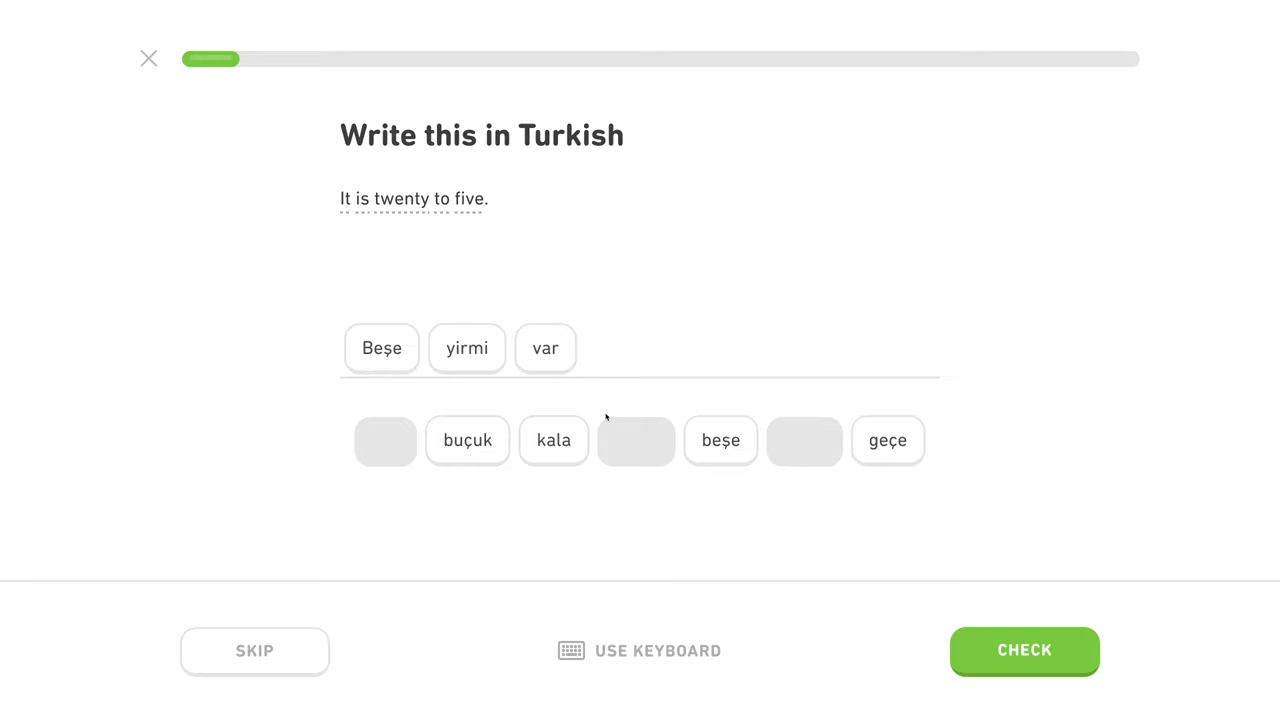 Write this in Turkish
It is twenty to five.
Beşe yirmi var
buçuk kala beşe geçe
SKIP USE KEYBOARD CHECK